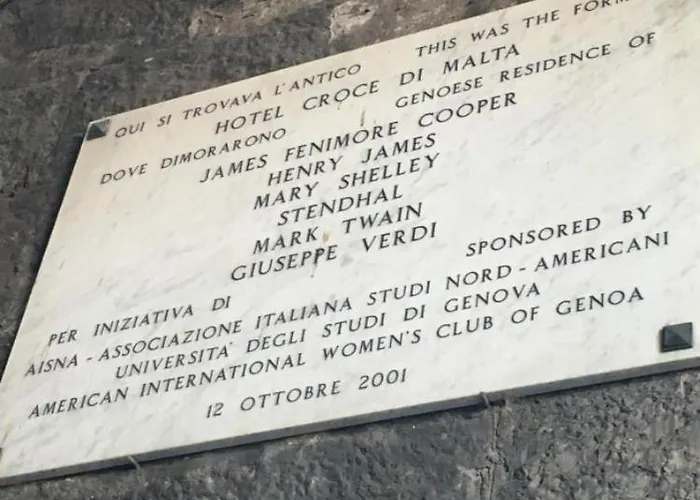 QUI SI TROVAVA L'ANTICO THIS WAS THE
HOTEL CROCE DI MALTA
DOVE DIMORARONO GENOESE RESIDENCE OF
JAMES FENIMORE COOPER
HENRY JAMES
MARY SHELLEY
STENDHAL
MARK TWAIN
GIUSEPPE VERDI
PER INIZIATIVA DI SPONSORED BY
AISNA - ASSOCIAZIONE ITALIANA STUDI NORD - AMERICANI
UNIVERSITA' DEGLI STUDI DI GENOVA
AMERICAN INTERNATIONAL WOMEN'S CLUB OF GENOA
12 OTTOBRE 2001